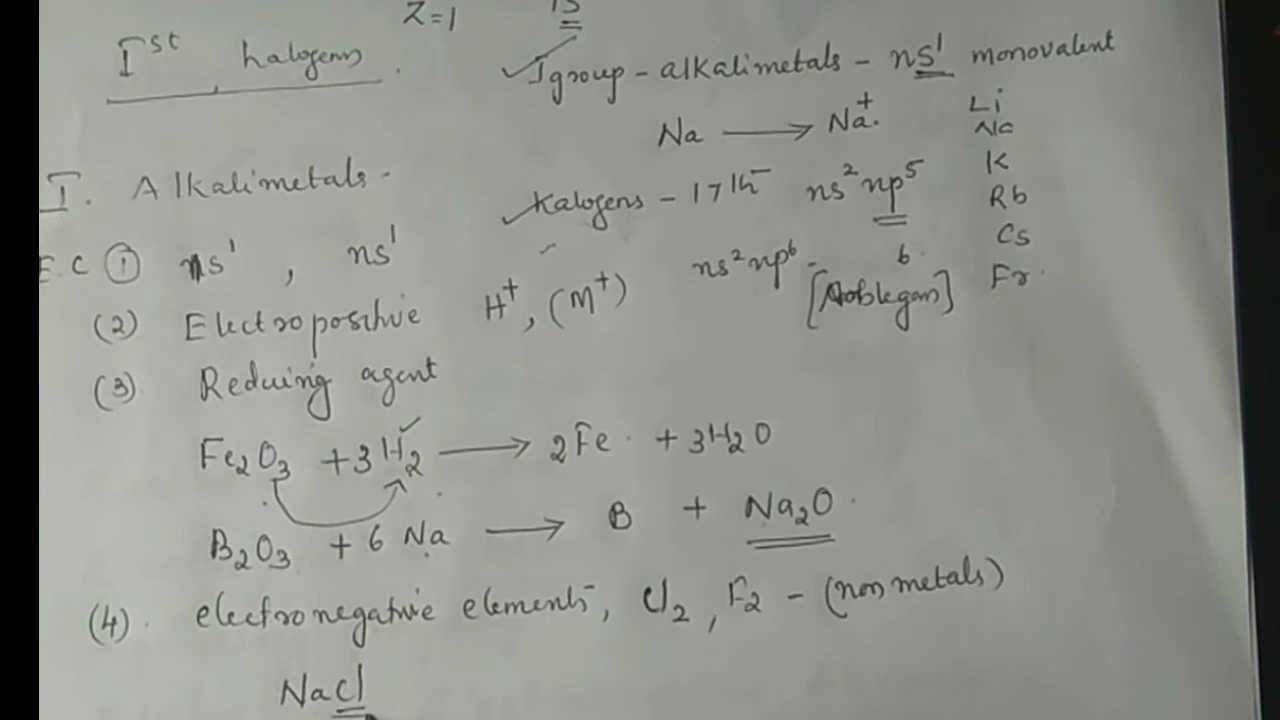 Z=1 1s
Ist halogens.
I group - alkalimetals - ns¹ monovalent
Na ⟶ Na⁺.
Li
Na
K
Rb
Cs
Fr.
I. Alkalimetals -
Kalogens - 17th ns²np⁵
E C ① ns¹, ns¹
ns²np⁶ - 6
[Noblegas]
(2) Electropositive H⁺, (M⁺)
(3) Reducing agent
Fe₂O₃ + 3H₂ ⟶ 2Fe + 3H₂O
B₂O₃ + 6 Na ⟶ B + Na₂O.
(4). electronegative elements, Cl₂, F₂ - (non metals)
NaCl